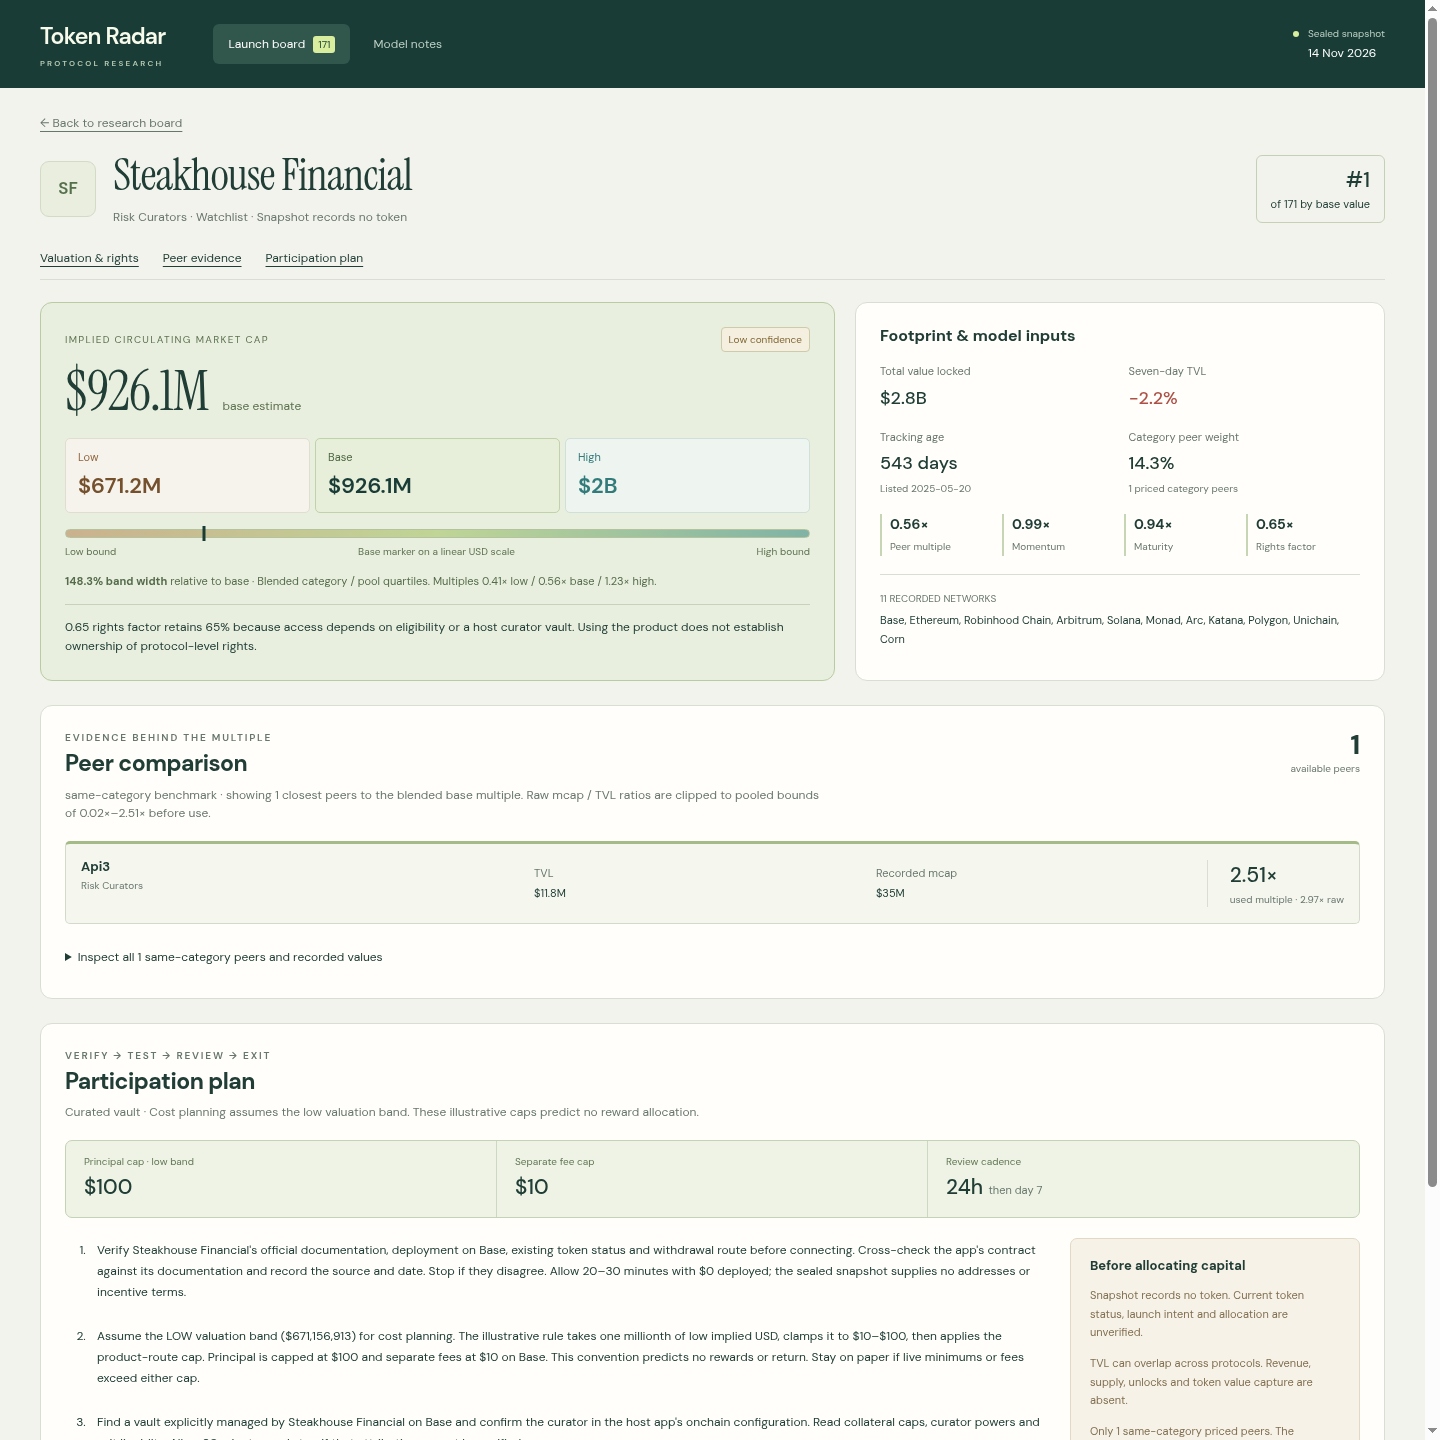 Token Radar
PROTOCOL RESEARCH
Launch board 171
Model notes
Sealed snapshot
14 Nov 2026
← Back to research board
SF
Steakhouse Financial
Risk Curators · Watchlist · Snapshot records no token
#1
of 171 by base value
Valuation & rights
Peer evidence
Participation plan
IMPLIED CIRCULATING MARKET CAP
Low confidence
$926.1M base estimate
Low
$671.2M
Base
$926.1M
High
$2B
Low bound
Base marker on a linear USD scale
High bound
148.3% band width relative to base · Blended category / pool quartiles. Multiples 0.41× low / 0.56× base / 1.23× high.
0.65 rights factor retains 65% because access depends on eligibility or a host curator vault. Using the product does not establish
ownership of protocol-level rights.
Footprint & model inputs
Total value locked
$2.8B
Seven-day TVL
−2.2%
Tracking age
543 days
Listed 2025-05-20
Category peer weight
14.3%
1 priced category peers
0.56×
Peer multiple
0.99×
Momentum
0.94×
Maturity
0.65×
Rights factor
11 RECORDED NETWORKS
Base, Ethereum, Robinhood Chain, Arbitrum, Solana, Monad, Arc, Katana, Polygon, Unichain,
Corn
EVIDENCE BEHIND THE MULTIPLE
Peer comparison
1
available peers
same-category benchmark · showing 1 closest peers to the blended base multiple. Raw mcap / TVL ratios are clipped to pooled bounds
of 0.02×–2.51× before use.
Api3
Risk Curators
TVL
$11.8M
Recorded mcap
$35M
2.51×
used multiple · 2.97× raw
▶ Inspect all 1 same-category peers and recorded values
VERIFY → TEST → REVIEW → EXIT
Participation plan
Curated vault · Cost planning assumes the low valuation band. These illustrative caps predict no reward allocation.
Principal cap · low band
$100
Separate fee cap
$10
Review cadence
24h then day 7
1. Verify Steakhouse Financial's official documentation, deployment on Base, existing token status and withdrawal route before connecting. Cross-check the app's contract
against its documentation and record the source and date. Stop if they disagree. Allow 20–30 minutes with $0 deployed; the sealed snapshot supplies no addresses or
incentive terms.
2. Assume the LOW valuation band ($671,156,913) for cost planning. The illustrative rule takes one millionth of low implied USD, clamps it to $10–$100, then applies the
product-route cap. Principal is capped at $100 and separate fees at $10 on Base. This convention predicts no rewards or return. Stay on paper if live minimums or fees
exceed either cap.
3. Find a vault explicitly managed by Steakhouse Financial on Base and confirm the curator in the host app's onchain configuration. Read collateral caps, curator powers and
Before allocating capital
Snapshot records no token. Current token
status, launch intent and allocation are
unverified.
TVL can overlap across protocols. Revenue,
supply, unlocks and token value capture are
absent.
Only 1 same-category priced peers. The